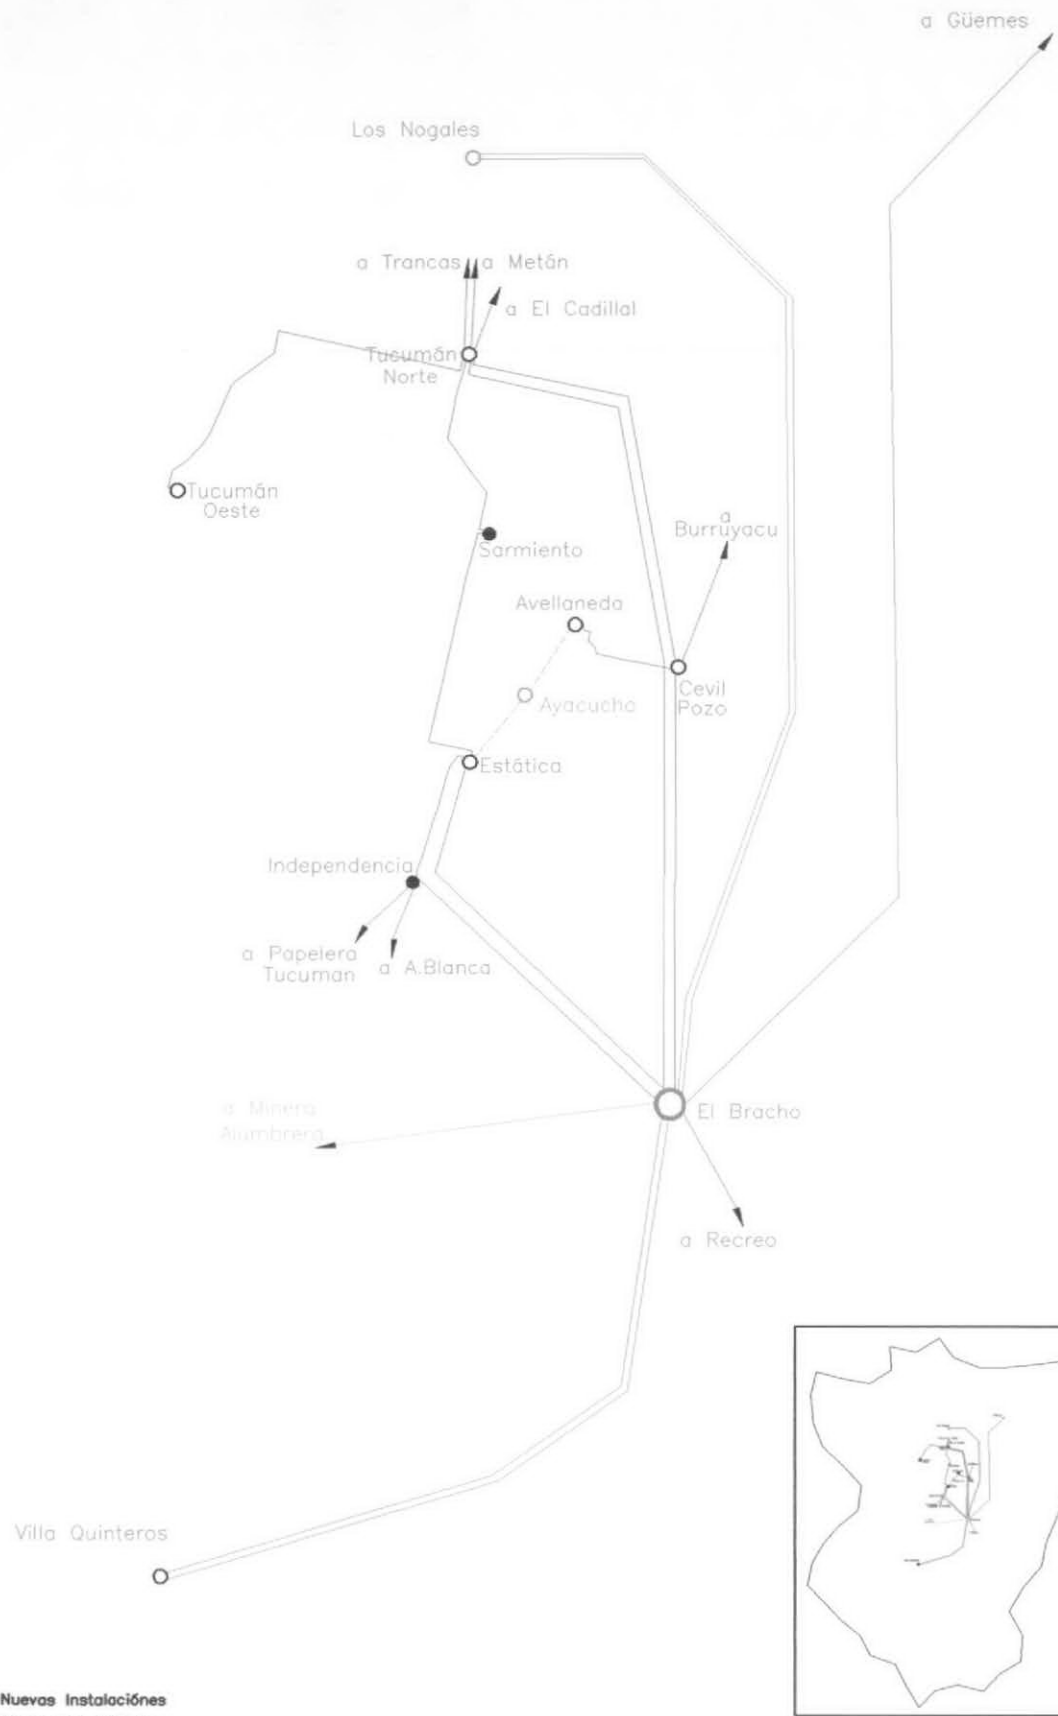 a Güemes
Los Nogales
a Trancas
a Metán
a El Cadillal
Tucumán
Norte
Tucumán
Oeste
a
Burruyacu
Sarmiento
Avellaneda
Cevil
Pozo
Ayacucho
Estática
Independencia
a Papelera
Tucuman
a A.Blanca
a Minera
Alumbrera
El Bracho
a Recreo
Villa Quinteros
Nuevas Instalaciónes